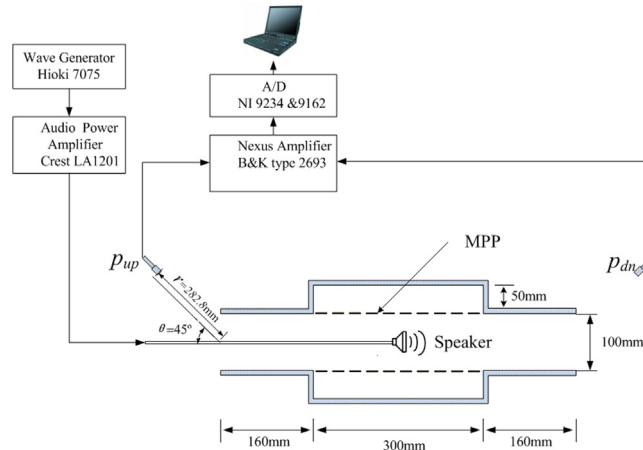 Wave Generator
Hioki 7075
Audio Power
Amplifier
Crest LA1201
A/D
NI 9234 &9162
Nexus Amplifier
B&K type 2693
MPP
p_up
p_dn
r=282.8mm
θ=45°
50mm
Speaker
100mm
160mm
300mm
160mm